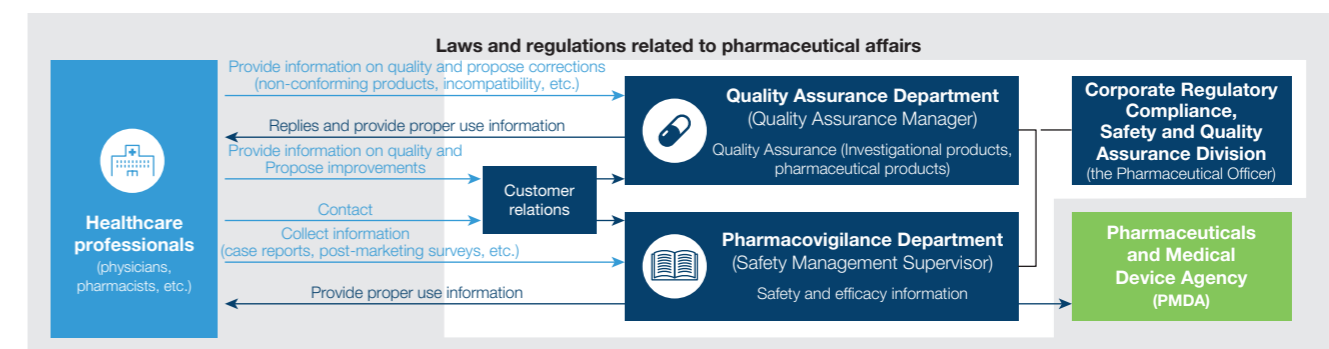 Laws and regulations related to pharmaceutical affairs
Healthcare
professionals
(physicians,
pharmacists, etc.)
Provide information on quality and propose corrections
(non-conforming products, incompatibility, etc.)
Replies and provide proper use information
Provide information on quality and
Propose improvements
Contact
Collect information
(case reports, post-marketing surveys, etc.)
Provide proper use information
Customer
relations
Quality Assurance Department
(Quality Assurance Manager)
Quality Assurance (Investigational products,
pharmaceutical products)
Pharmacovigilance Department
(Safety Management Supervisor)
Safety and efficacy information
Corporate Regulatory
Compliance,
Safety and Quality
Assurance Division
(the Pharmaceutical Officer)
Pharmaceuticals
and Medical
Device Agency
(PMDA)